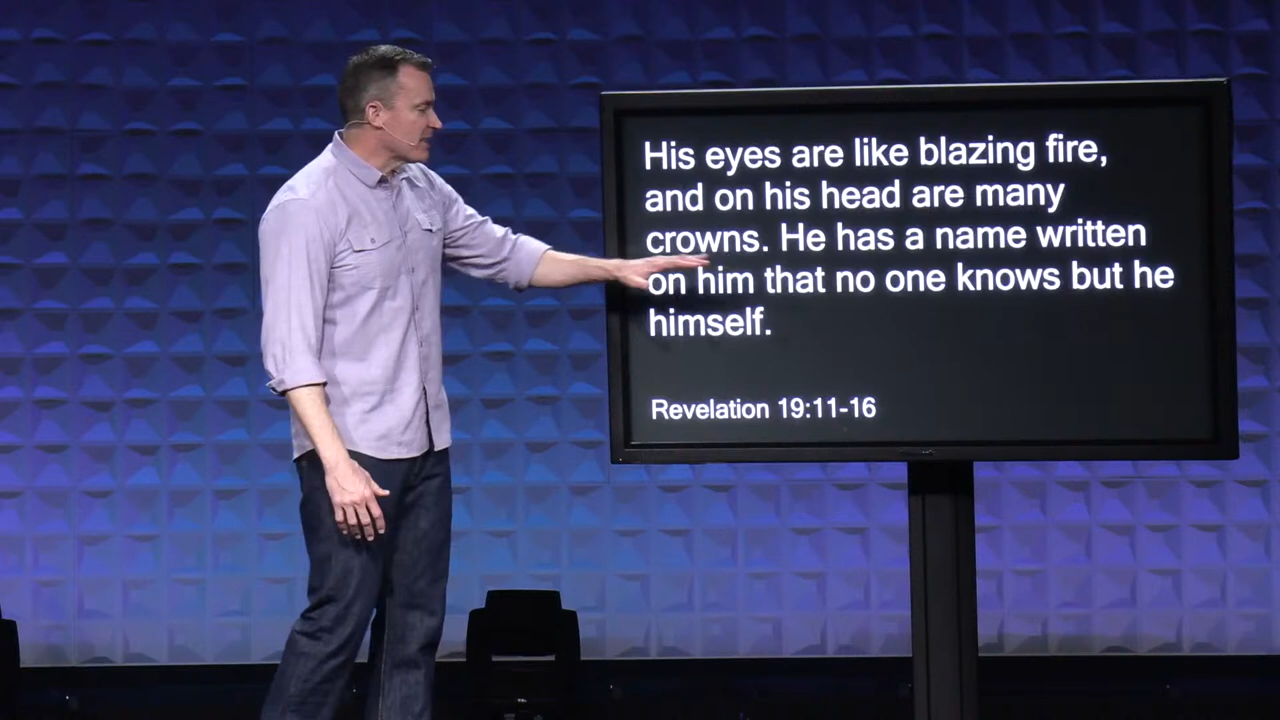 His eyes are like blazing fire,
and on his head are many
crowns. He has a name written
on him that no one knows but he
himself.
Revelation 19:11-16